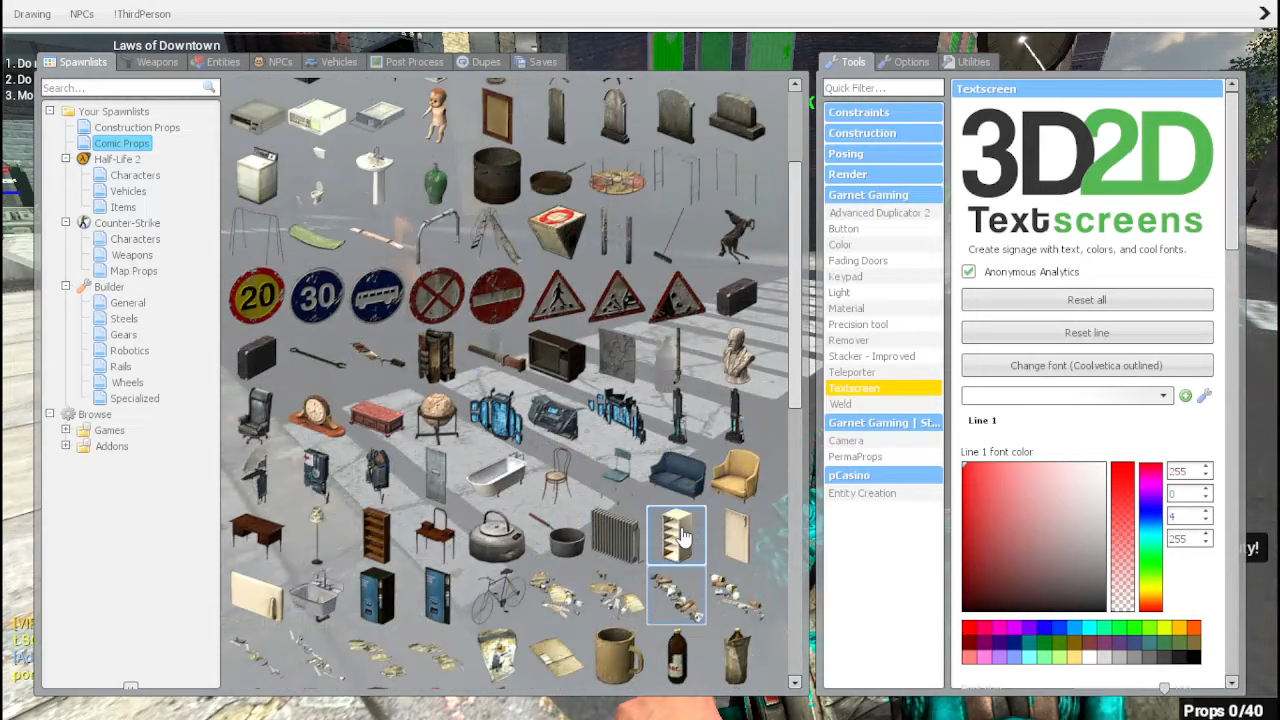 Drawing NPCs !ThirdPerson
Laws of Downtown
Spawnlists Weapons Entities NPCs Vehicles Post Process Dupes Saves
Tools Options Utilities
1. Do
2. Do
3. Mo
Search...
Your Spawnlists
Construction Props
Comic Props
Half-Life 2
Characters
Vehicles
Items
Counter-Strike
Characters
Weapons
Map Props
Builder
General
Steels
Gears
Robotics
Rails
Wheels
Specialized
Browse
Games
Addons
20 30
Quick Filter...
Constraints
Construction
Posing
Render
Garnet Gaming
Advanced Duplicator 2
Button
Color
Fading Doors
Keypad
Light
Material
Precision tool
Remover
Stacker - Improved
Teleporter
Textscreen
Weld
Garnet Gaming | St...
Camera
PermaProps
pCasino
Entity Creation
Textscreen
3D2D
Textscreens
Create signage with text, colors, and cool fonts.
Anonymous Analytics
Reset all
Reset line
Change font (Coolvetica outlined)
Line 1
Line 1 font color
255
0
4
255
Props 0/40